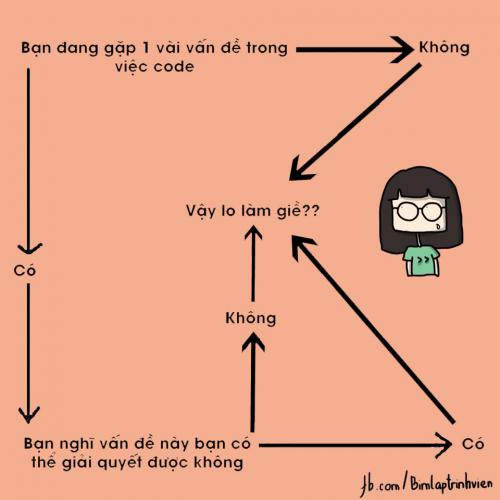 Bạn đang gặp 1 vài vấn đề trong
việc code
Không
Vậy lo làm giề??
Có
Không
Bạn nghĩ vấn đề này bạn có
thể giải quyết được không
Có
fb.com/Bimlaptrinhvien